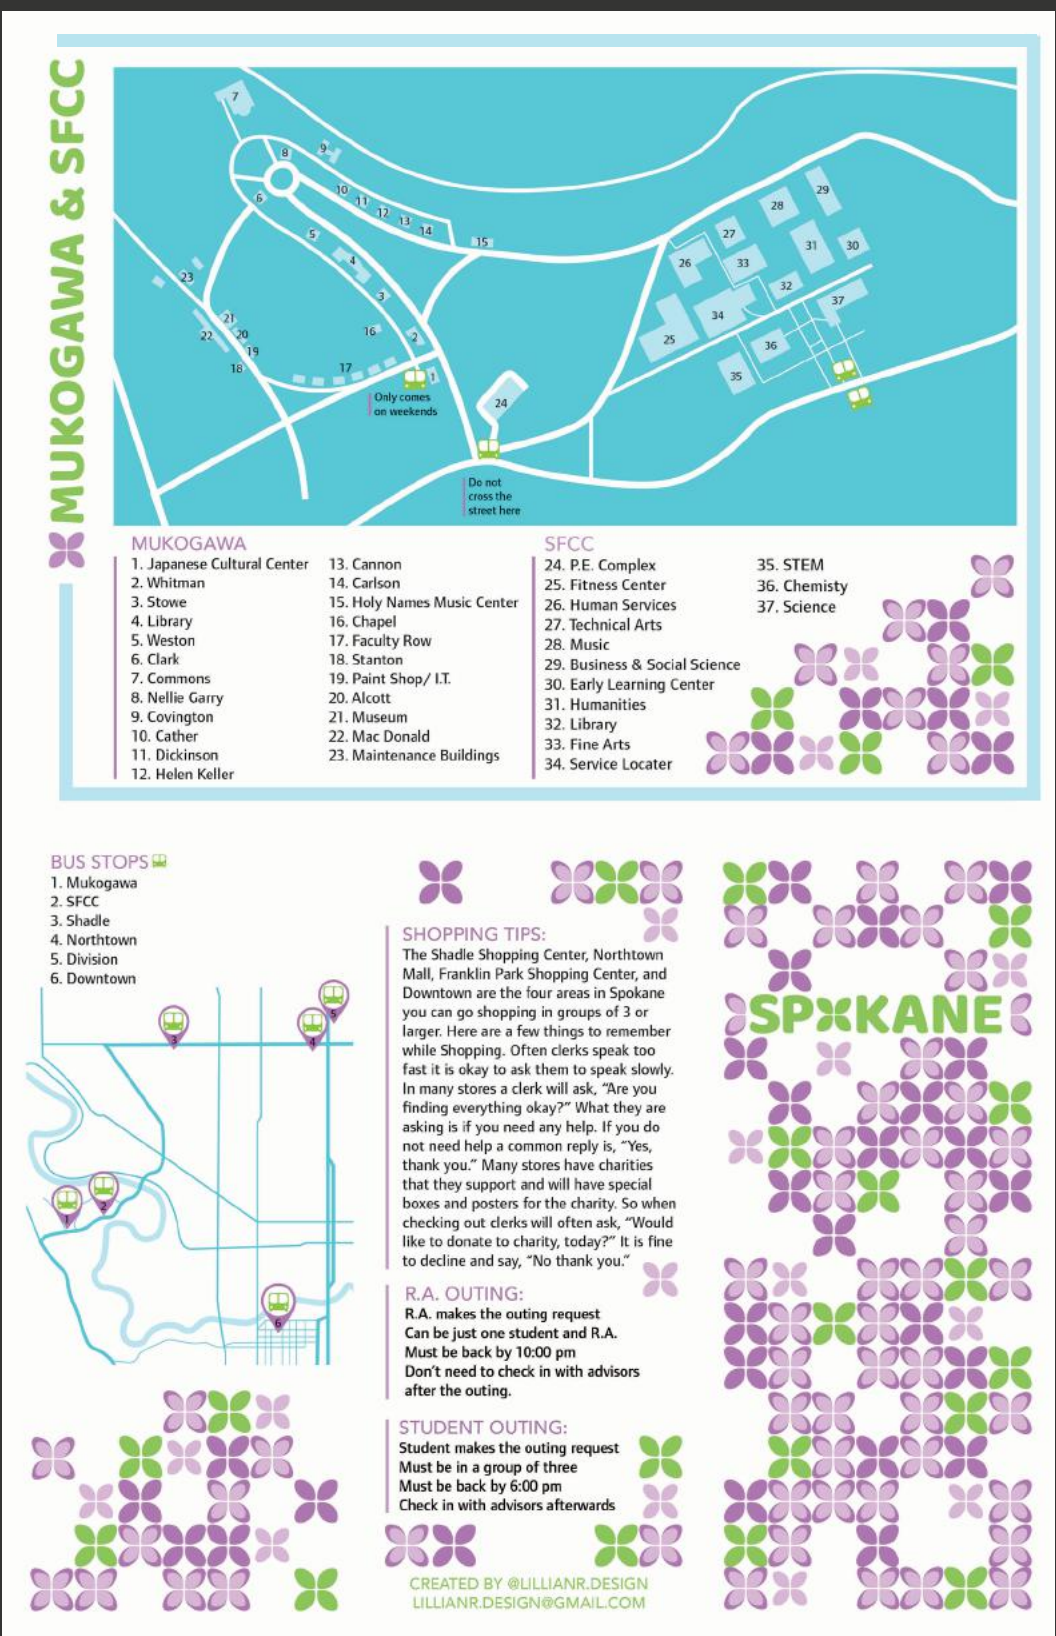 MUKOGAWA & SFCC
7
8
9
10
11
12
13
14
15
6
5
4
3
2
1
16
17
23
21
22
20
19
18
Only comes
on weekends
24
Do not
cross the
street here
29
28
27
31
30
26
33
32
37
34
25
36
35
MUKOGAWA
1. Japanese Cultural Center
2. Whitman
3. Stowe
4. Library
5. Weston
6. Clark
7. Commons
8. Nellie Garry
9. Covington
10. Cather
11. Dickinson
12. Helen Keller
13. Cannon
14. Carlson
15. Holy Names Music Center
16. Chapel
17. Faculty Row
18. Stanton
19. Paint Shop/ I.T.
20. Alcott
21. Museum
22. Mac Donald
23. Maintenance Buildings
SFCC
24. P.E. Complex
25. Fitness Center
26. Human Services
27. Technical Arts
28. Music
29. Business & Social Science
30. Early Learning Center
31. Humanities
32. Library
33. Fine Arts
34. Service Locater
35. STEM
36. Chemisty
37. Science
BUS STOPS
1. Mukogawa
2. SFCC
3. Shadle
4. Northtown
5. Division
6. Downtown
5
4
3
2
1
6
SHOPPING TIPS:
The Shadle Shopping Center, Northtown
Mall, Franklin Park Shopping Center, and
Downtown are the four areas in Spokane
you can go shopping in groups of 3 or
larger. Here are a few things to remember
while Shopping. Often clerks speak too
fast it is okay to ask them to speak slowly.
In many stores a clerk will ask, “Are you
finding everything okay?” What they are
asking is if you need any help. If you do
not need help a common reply is, “Yes,
thank you.” Many stores have charities
that they support and will have special
boxes and posters for the charity. So when
checking out clerks will often ask, “Would
like to donate to charity, today?” It is fine
to decline and say, “No thank you.”
R.A. OUTING:
R.A. makes the outing request
Can be just one student and R.A.
Must be back by 10:00 pm
Don’t need to check in with advisors
after the outing.
STUDENT OUTING:
Student makes the outing request
Must be in a group of three
Must be back by 6:00 pm
Check in with advisors afterwards
CREATED BY @LILLIANR.DESIGN
LILLIANR.DESIGN@GMAIL.COM
SPOKANE